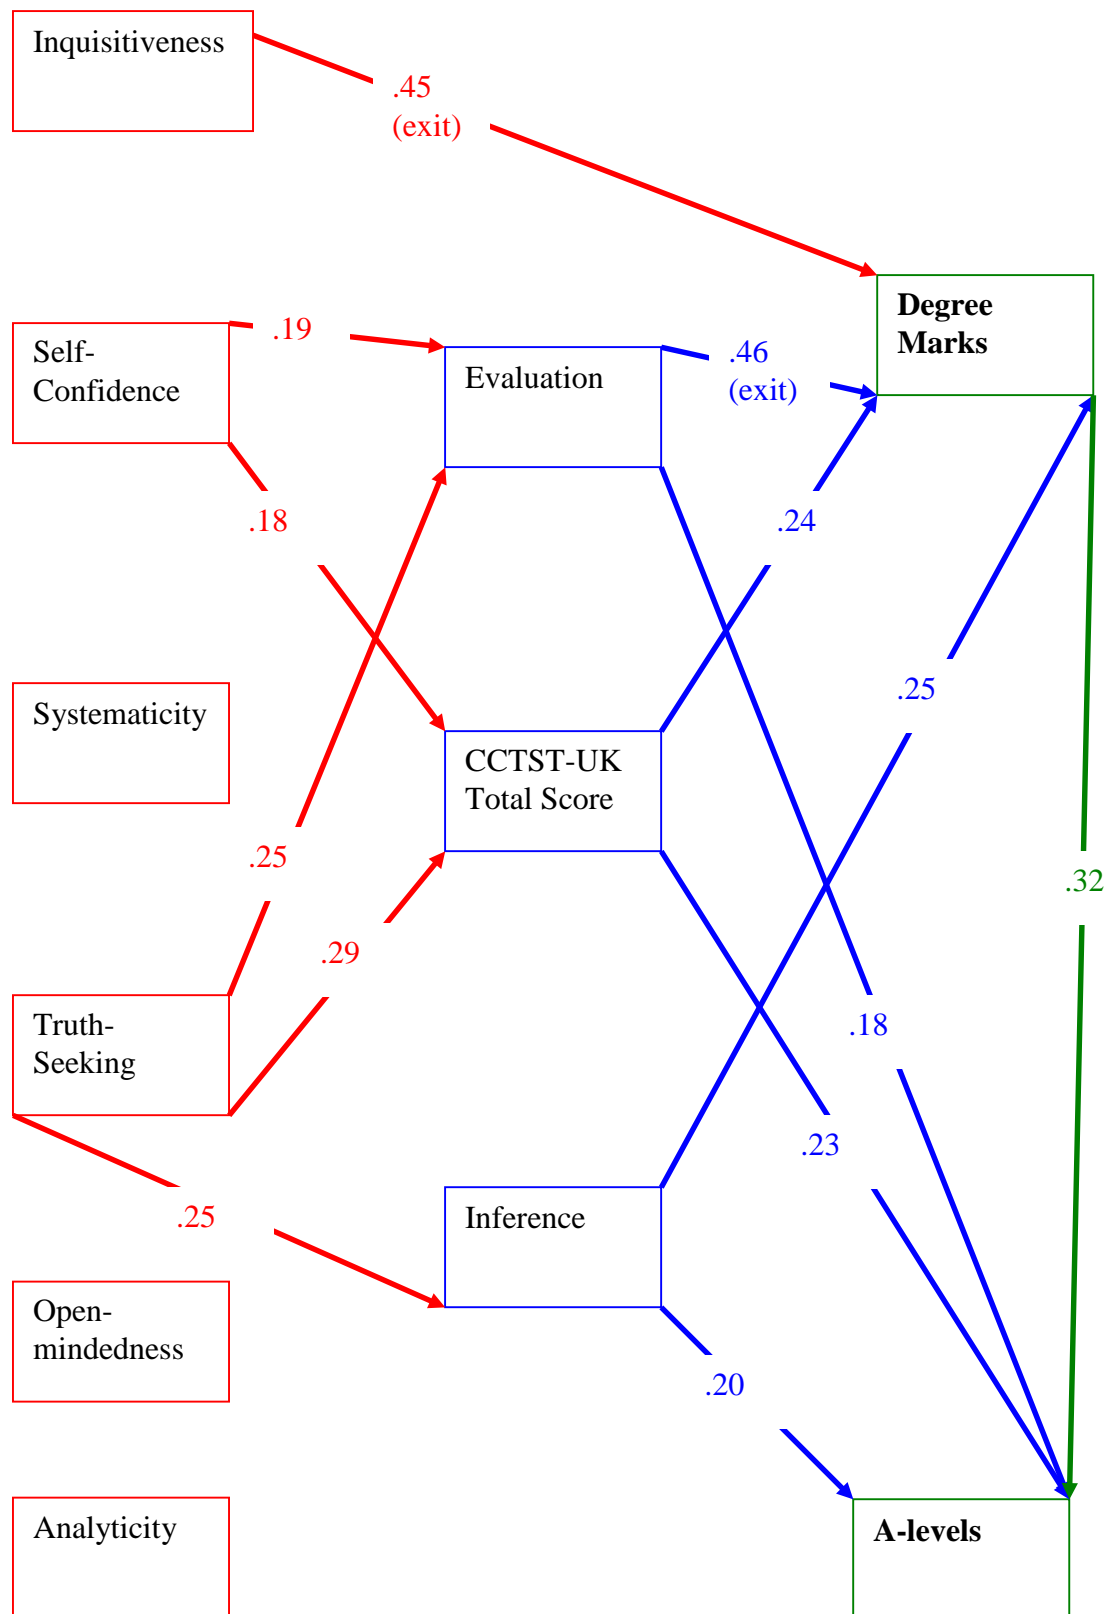 Inquisitiveness
.45
(exit)
Degree
Marks
Self-
Confidence
.19
Evaluation
.46
(exit)
.18
.24
Systematicity
.25
CCTST-UK
Total Score
.25
.32
.29
Truth-
Seeking
.18
.23
.25
Inference
Open-
mindedness
.20
Analyticity
A-levels